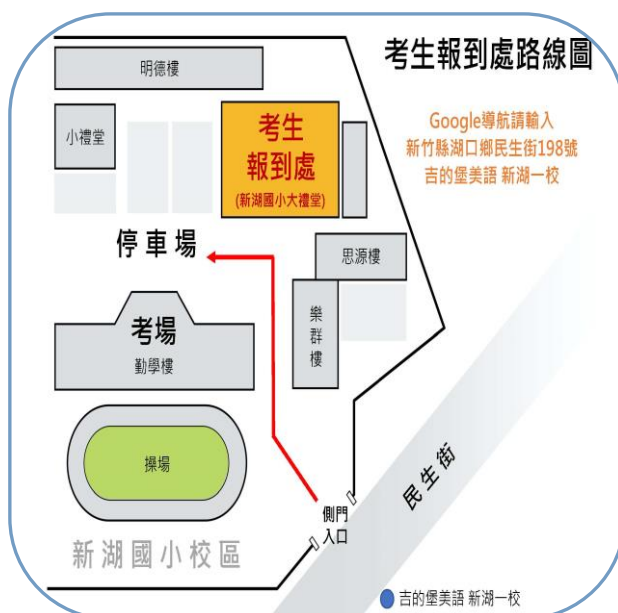 考生報到處路線圖
Google導航請輸入
新竹縣湖口鄉民生街198號
吉的堡美語 新湖一校
明德樓
小禮堂
考生
報到處
(新湖國小大禮堂)
停車場
思源樓
樂群樓
考場
勤學樓
操場
民生街
側門
入口
新湖國小校區
吉的堡美語 新湖一校